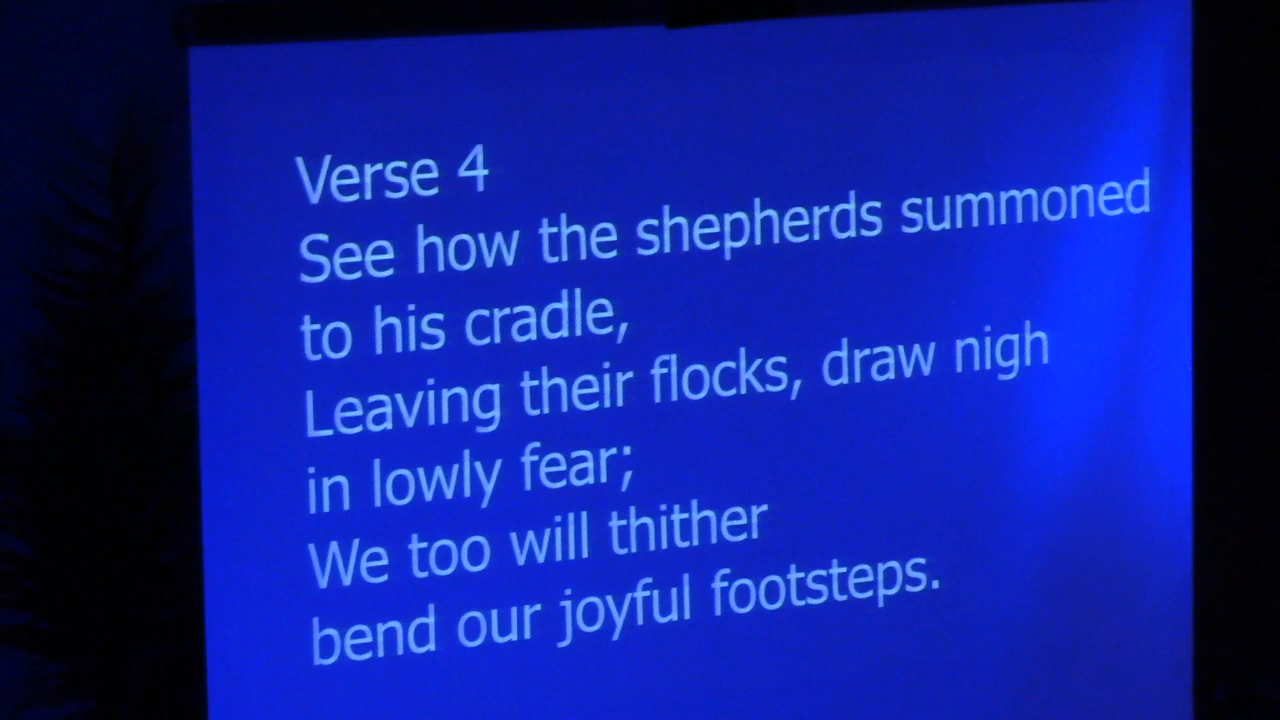 Verse 4
See how the shepherds summoned
to his cradle,
Leaving their flocks, draw nigh
in lowly fear;
We too will thither
bend our joyful footsteps.